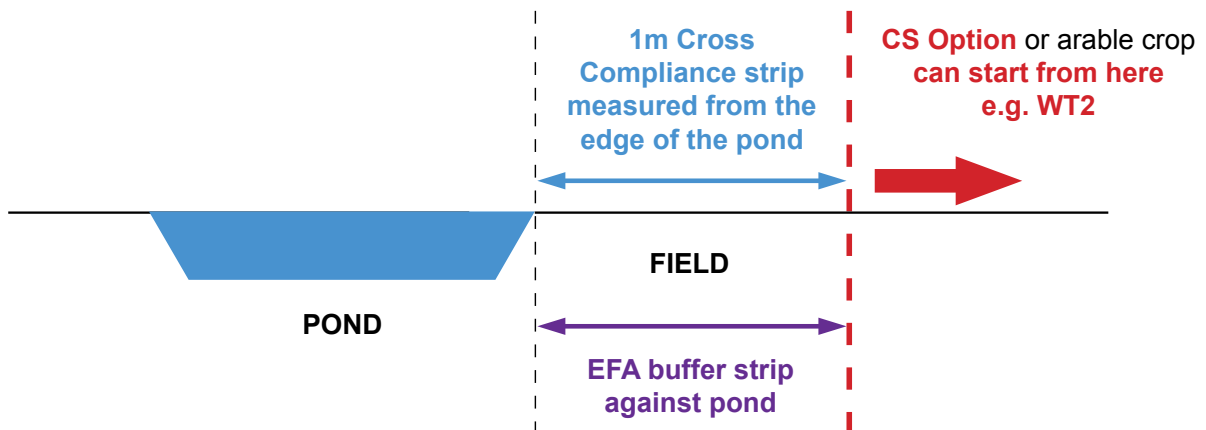 1m Cross
Compliance strip
measured from the
edge of the pond
CS Option or arable crop
can start from here
e.g. WT2
FIELD
POND
EFA buffer strip
against pond